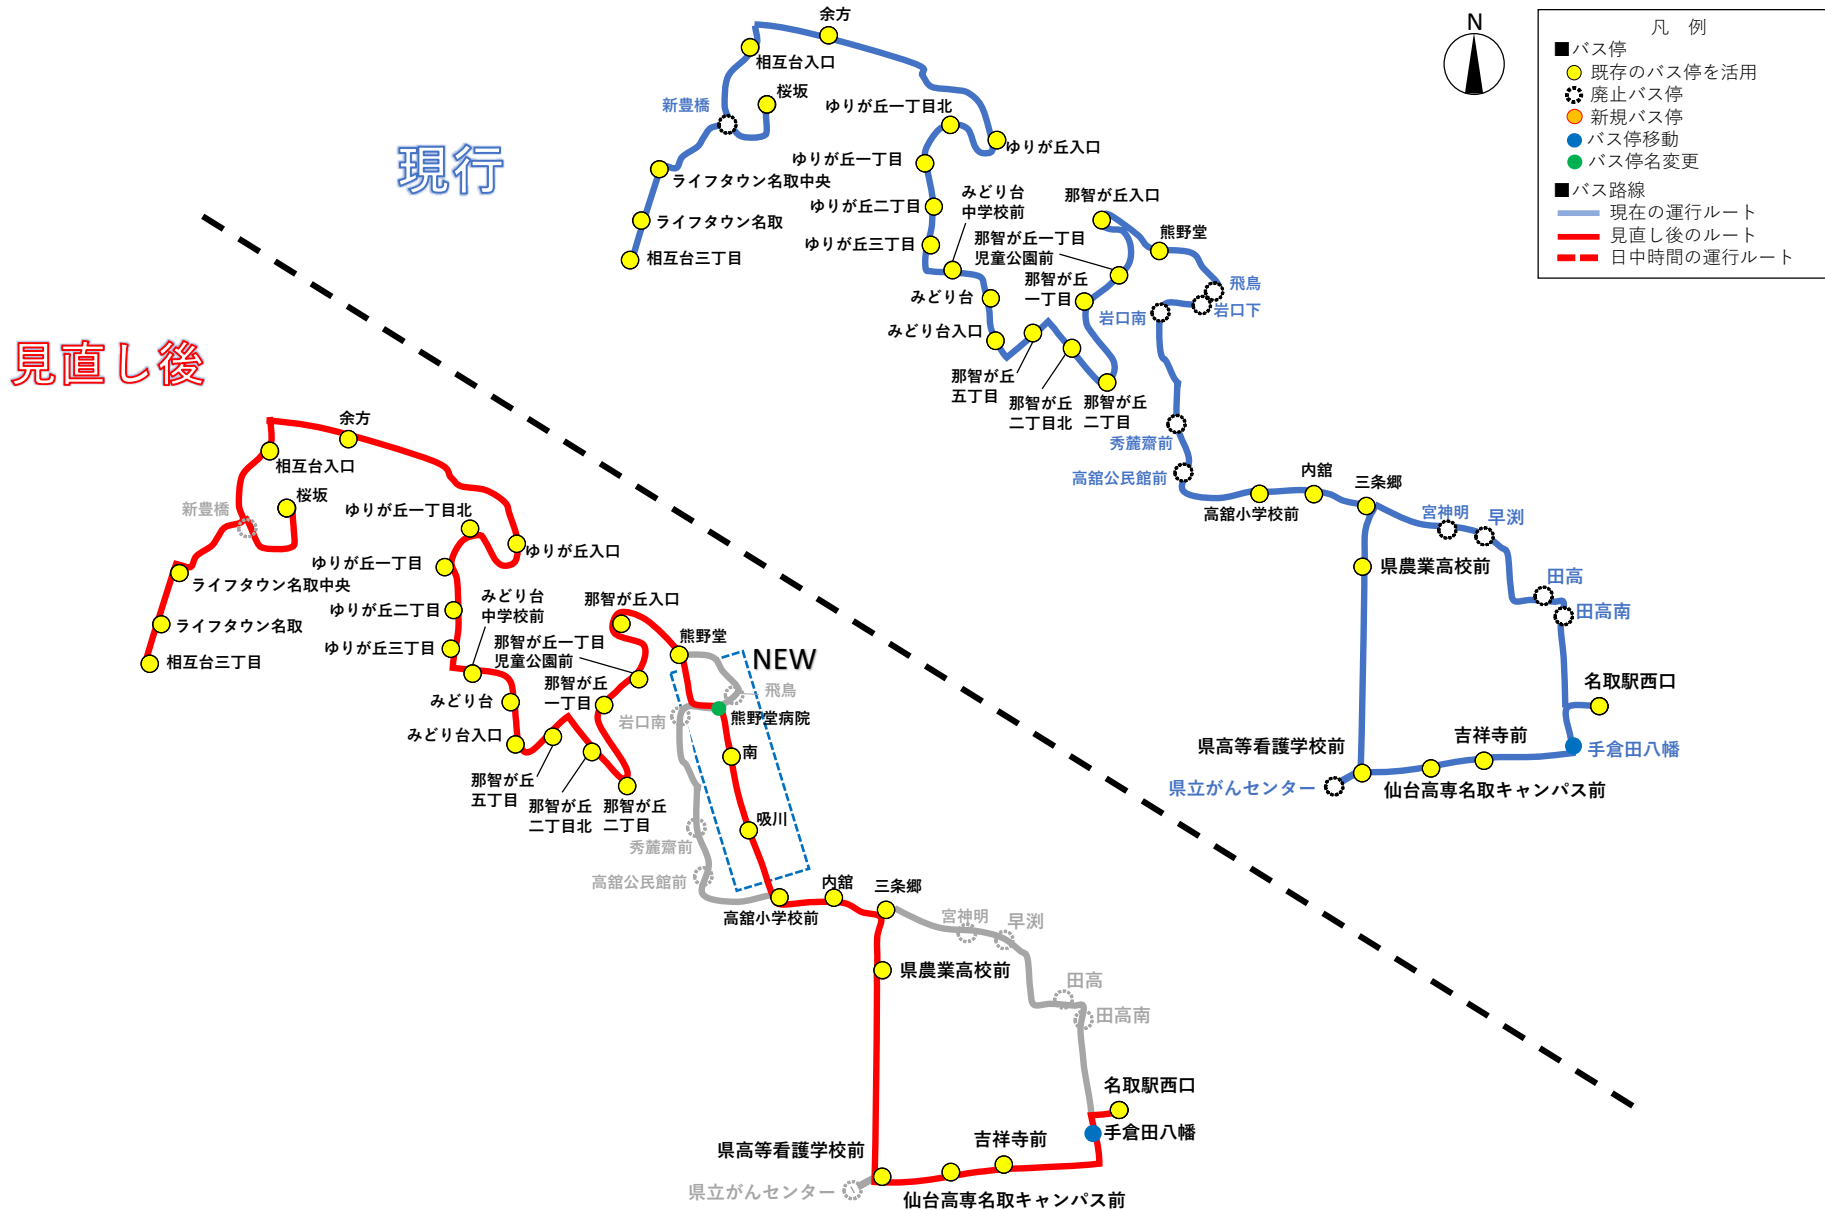 現行
余方
相互台入口
桜坂
新豊橋
ゆりが丘一丁目北
ゆりが丘入口
ゆりが丘一丁目
ライフタウン名取中央
ゆりが丘二丁目
みどり台
中学校前
那智が丘入口
ライフタウン名取
ゆりが丘三丁目
那智が丘一丁目
児童公園前
熊野堂
相互台三丁目
みどり台
那智が丘
一丁目
飛鳥
岩口下
岩口南
みどり台入口
那智が丘
五丁目
那智が丘
二丁目北
那智が丘
二丁目
秀麓齋前
高舘公民館前
高舘小学校前
内舘
三条郷
宮神明
早渕
県農業高校前
田高
田高南
名取駅西口
県高等看護学校前
吉祥寺前
手倉田八幡
県立がんセンター
仙台高専名取キャンパス前
N
凡　例
■バス停
既存のバス停を活用
廃止バス停
新規バス停
バス停移動
バス停名変更
■バス路線
現在の運行ルート
見直し後のルート
日中時間の運行ルート
見直し後
余方
相互台入口
桜坂
新豊橋
ゆりが丘一丁目北
ゆりが丘入口
ゆりが丘一丁目
ライフタウン名取中央
ゆりが丘二丁目
みどり台
中学校前
那智が丘入口
ライフタウン名取
ゆりが丘三丁目
那智が丘一丁目
児童公園前
熊野堂
NEW
相互台三丁目
みどり台
那智が丘
一丁目
飛鳥
岩口南
熊野堂病院
みどり台入口
南
那智が丘
五丁目
那智が丘
二丁目北
那智が丘
二丁目
吸川
秀麓齋前
高舘公民館前
高舘小学校前
内舘
三条郷
宮神明
早渕
県農業高校前
田高
田高南
名取駅西口
手倉田八幡
県高等看護学校前
吉祥寺前
県立がんセンター
仙台高専名取キャンパス前